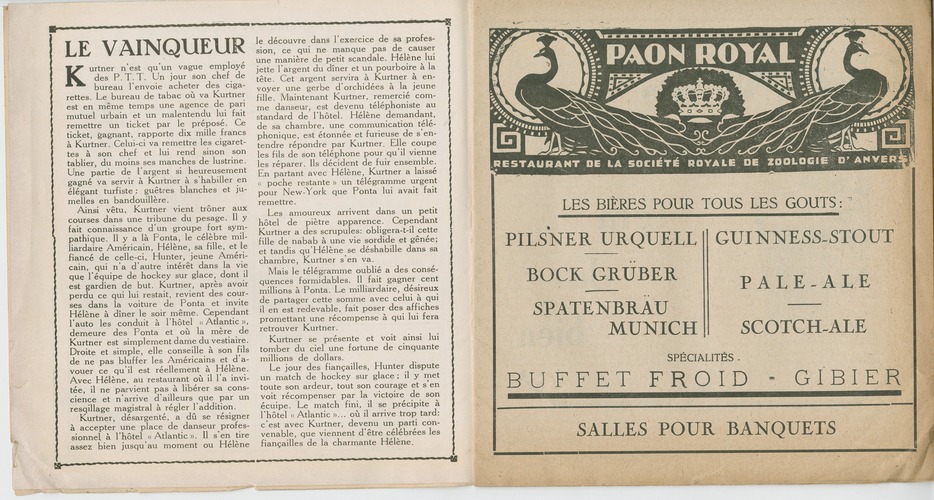 LE VAINQUEUR
Kurtner n'est qu'un vague employé
des P. T. T. Un jour son chef de
bureau l'envoie acheter des ciga-
rettes. Le bureau de tabac où va Kurtner
est en même temps une agence de pari
mutuel urbain et un malentendu lui fait
remettre un ticket par le préposé. Ce
ticket, gagnant, rapporte dix mille francs
à Kurtner. Celui-ci va remettre les cigaret-
tes à son chef et lui rend sinon son
tablier, du moins ses manches de lustrine.
Une partie de l'argent si heureusement
gagné va servir à Kurtner à s'habiller en
élégant turfiste : guêtres blanches et ju-
melles en bandouillère.
Ainsi vêtu, Kurtner vient trôner aux
courses dans une tribune du pesage. Il y
fait connaissance d'un groupe fort sym-
pathique. Il y a là Ponta, le célèbre mil-
liardaire Américain, Hélène, sa fille, et le
fiancé de celle-ci, Hunter, jeune Améri-
cain, qui n'a d'autre intérêt dans la vie
que l'équipe de hockey sur glace, dont il
est gardien de but. Kurtner, après avoir
perdu ce qui lui restait, revient des cour-
ses dans la voiture de Ponta et invite
Hélène à dîner le soir même. Cependant
l'auto les conduit à l'hôtel « Atlantic »,
demeure des Ponta et où la mère de
Kurtner est simplement dame du vestiaire.
Droite et simple, elle conseille à son fils
de ne pas bluffer les Américains et d'a-
vouer ce qu'il est réellement à Hélène.
Avec Hélène, au restaurant où il l'a invi-
tée, il ne parvient pas à libérer sa cons-
cience et n'arrive d'ailleurs que par un
resquillage magistral à régler l'addition.
Kurtner, désargenté, a dû se résigner
à accepter une place de danseur profes-
sionnel à l'hôtel « Atlantic ». Il s'en tire
assez bien jusqu'au moment où Hélène
le découvre dans l'exercice de sa profes-
sion, ce qui ne manque pas de causer
une manière de petit scandale. Hélène lui
jette l'argent du dîner et un pourboire à la
tête. Cet argent servira à Kurtner à en-
voyer une gerbe d'orchidées à la jeune
fille. Maintenant Kurtner, remercié com-
me danseur, est devenu téléphoniste au
standard de l'hôtel. Hélène demandant,
de sa chambre, une communication télé-
phonique, est étonnée et furieuse de s'en-
tendre répondre par Kurtner. Elle coupe
les fils de son téléphone pour qu'il vienne
les réparer. Ils décident de fuir ensemble.
En partant avec Hélène, Kurtner a laissé
« poche restante » un télégramme urgent
pour New-York que Ponta lui avait fait
remettre.
Les amoureux arrivent dans un petit
hôtel de piètre apparence. Cependant
Kurtner a des scrupules: obligera-t-il cette
fille de nabab à une vie sordide et gênée;
et tandis qu'Hélène se déshabille dans sa
chambre, Kurtner s'en va.
Mais le télégramme oublié a des consé-
quences formidables. Il fait gagner cent
millions à Ponta. Le milliardaire, désireux
de partager cette somme avec celui à qui
il en est redevable, fait poser des affiches
promettant une récompense à qui lui fera
retrouver Kurtner.
Kurtner se présente et voit ainsi lui
tomber du ciel une fortune de cinquante
millions de dollars.
Le jour des fiançailles, Hunter dispute
un match de hockey sur glace ; il y met
toute son ardeur, tout son courage et s'en
voit récompenser par la victoire de son
équipe. Le match fini, il se précipite à
l'hôtel « Atlantic »... où il arrive trop tard:
c'est avec Kurtner, devenu un parti con-
venable, que viennent d'être célébrées les
fiançailles de la charmante Hélène.
PAON ROYAL
RESTAURANT DE LA SOCIÉTÉ ROYALE DE ZOOLOGIE D'ANVERS
LES BIÈRES POUR TOUS LES GOUTS :
PILSNER URQUELL
BOCK GRÜBER
SPATENBRÄU
MUNICH
GUINNESS-STOUT
PALE-ALE
SCOTCH-ALE
SPÉCIALITÉS.
BUFFET FROID - GIBIER
SALLES POUR BANQUETS